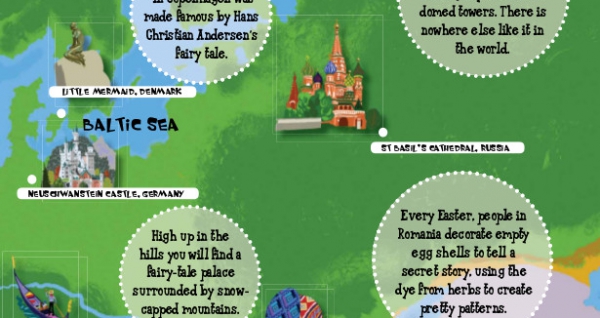 in Copenhagen was
made famous by Hans
Christian Andersen's
fairy tale.
domed towers. There is
nowhere else like it in
the world.
LITTLE MERMAID, DENMARK
BALTIC SEA
ST BASIL'S CATHEDRAL, RUSSIA
NEUSCHWANSTEIN CASTLE, GERMANY
High up in the
hills you will find a
fairy-tale palace
surrounded by snow-
capped mountains.
Every Easter, people in
Romania decorate empty
egg shells to tell a
secret story, using the
dye from herbs to create
pretty patterns.